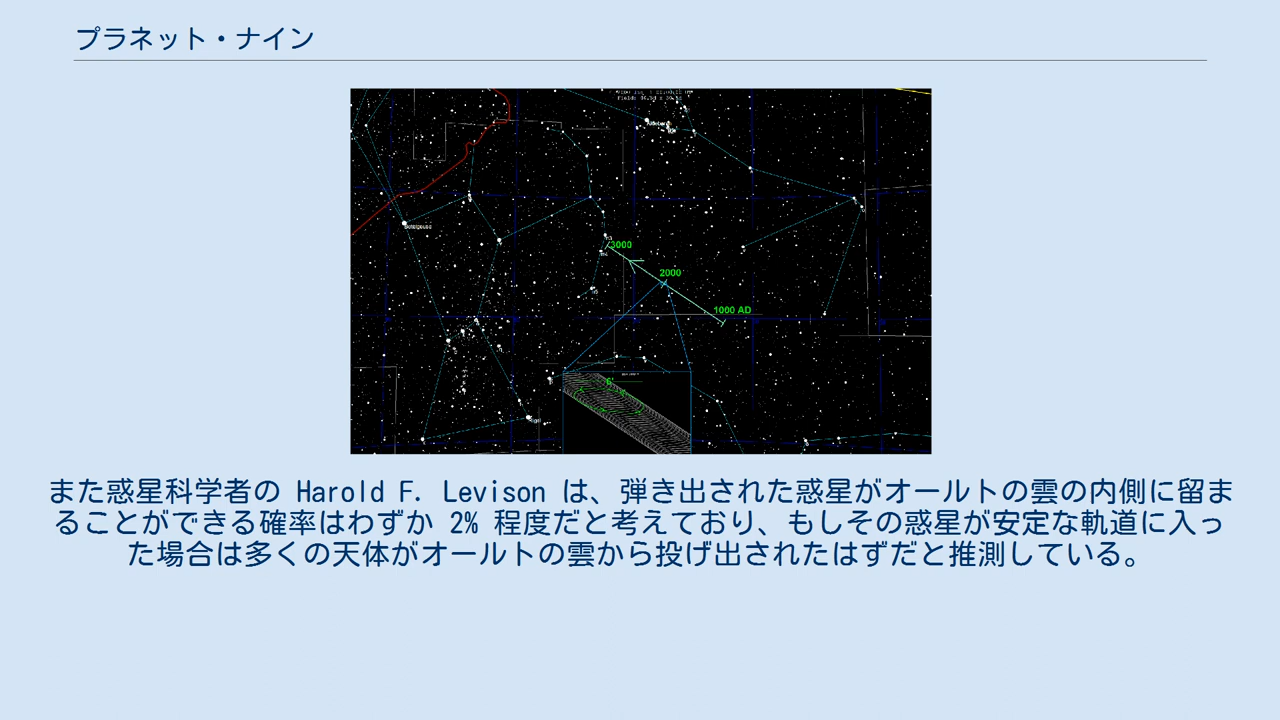 プラネット・ナイン
3000
2000
1000 AD
6'
また惑星科学者の Harold F. Levison は、弾き出された惑星がオールトの雲の内側に留ま
ることができる確率はわずか 2% 程度だと考えており、もしその惑星が安定な軌道に入っ
た場合は多くの天体がオールトの雲から投げ出されたはずだと推測している。